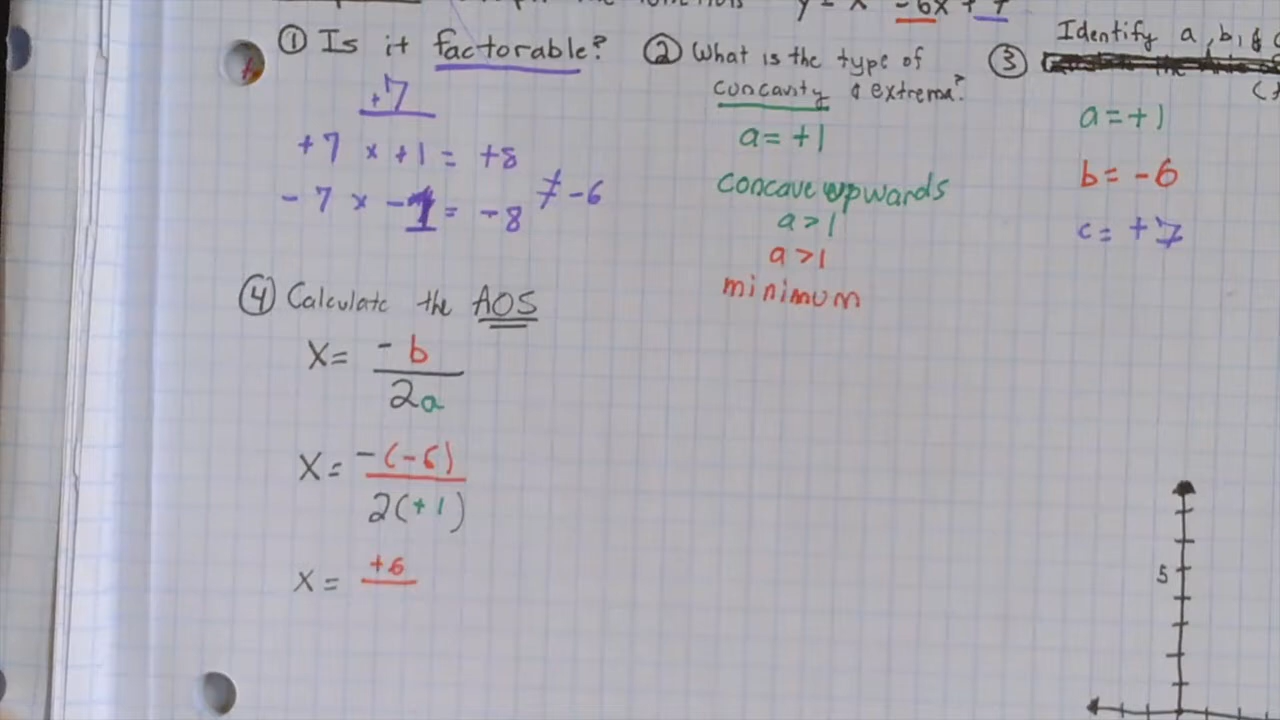 y = x -6x + 7
① Is it factorable?
+7
+7 x +1 = +8
-7 x -1 = -8 ≠ -6
② What is the type of
concavity & extrema?
a = +1
concave upwards
a > 1
a > 1
minimum
③ Identify a, b, &
a = +1
b = -6
c = +7
④ Calculate the AOS
X = -b
2a
X = -(-6)
2(+1)
X = +6
5